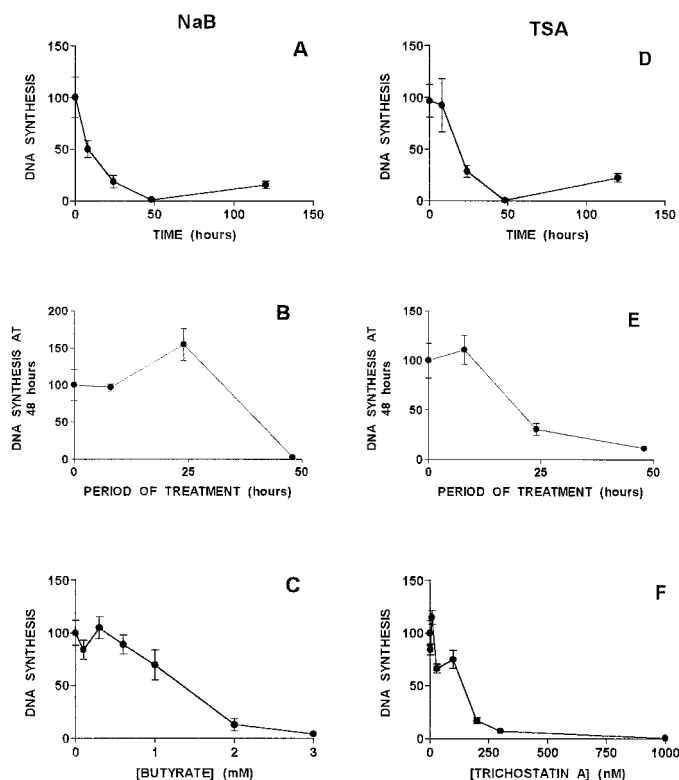 NaB
TSA
A
DNA SYNTHESIS
150
100
50
0
0 50 100 150
TIME (hours)
D
DNA SYNTHESIS
150
100
50
0
0 50 100 150
TIME (hours)
B
DNA SYNTHESIS AT
48 hours
200
150
100
50
0
0 25 50
PERIOD OF TREATMENT (hours)
E
DNA SYNTHESIS AT
48 hours
150
100
50
0
0 25 50
PERIOD OF TREATMENT (hours)
C
DNA SYNTHESIS
150
100
50
0
0 1 2 3
[BUTYRATE] (mM)
F
DNA SYNTHESIS
150
100
50
0
0 250 500 750 1000
[TRICHOSTATIN A] (nM)